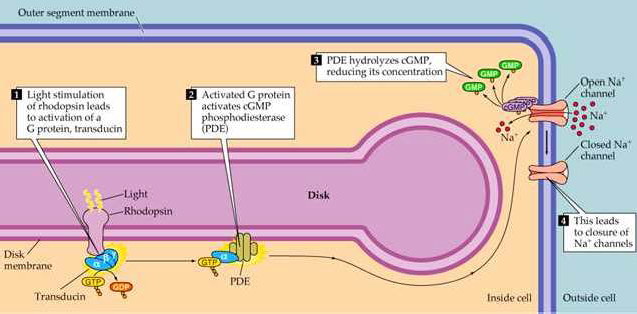 Outer segment membrane
1 Light stimulation
of rhodopsin leads
to activation of a
G protein, transducin
2 Activated G protein
activates cGMP
phosphodiesterase
(PDE)
3 PDE hydrolyzes cGMP,
reducing its concentration
GMP
GMP
GMP
cGMP
Open Na⁺
channel
Na⁺
Na⁺
Closed Na⁺
channel
4 This leads
to closure of
Na⁺ channels
Light
Rhodopsin
Disk
Disk
membrane
α
β
γ
GTP
GDP
Transducin
GTP
α
PDE
Inside cell
Outside cell